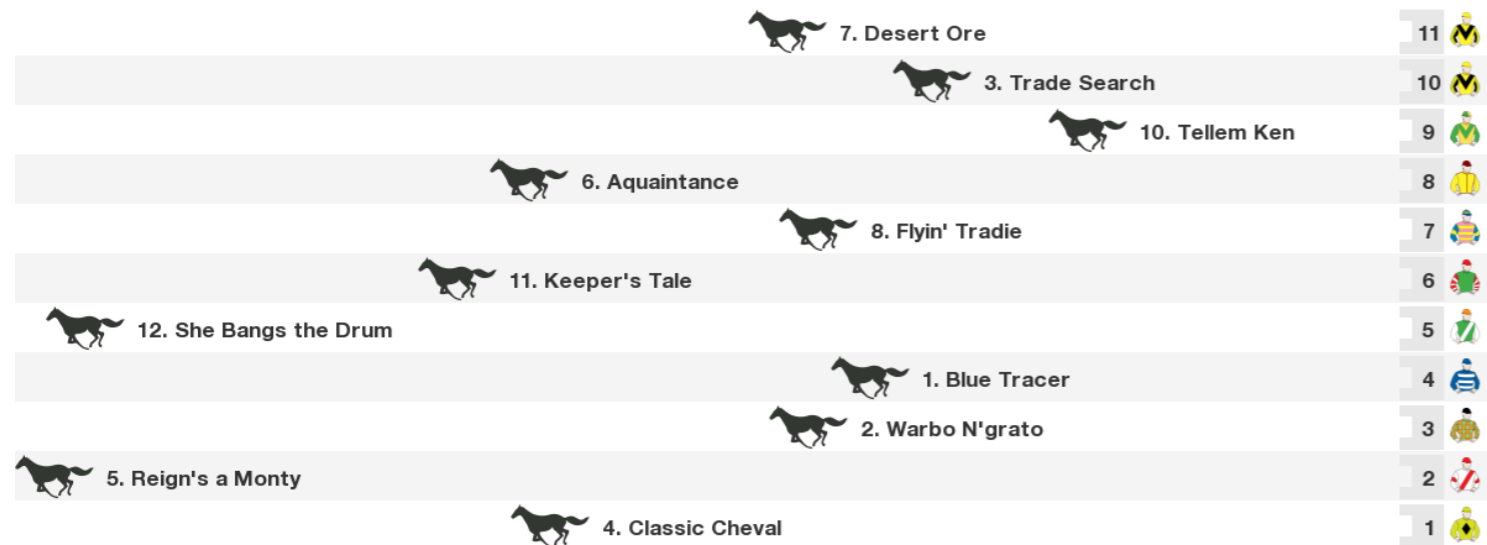 7. Desert Ore 11
3. Trade Search 10
10. Tellem Ken 9
6. Aquaintance 8
8. Flyin' Tradie 7
11. Keeper's Tale 6
12. She Bangs the Drum 5
1. Blue Tracer 4
2. Warbo N'grato 3
5. Reign's a Monty 2
4. Classic Cheval 1